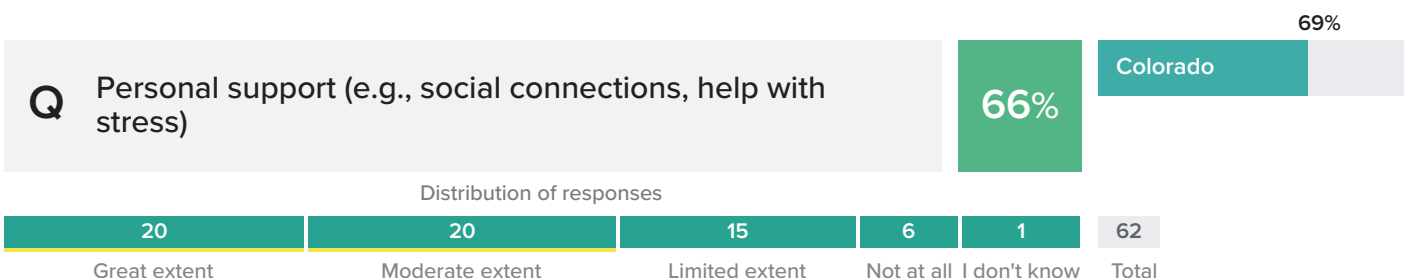 69%
Q Personal support (e.g., social connections, help with
stress)
66%
Colorado
Distribution of responses
20 20 15 6 1 62
Great extent Moderate extent Limited extent Not at all I don't know Total